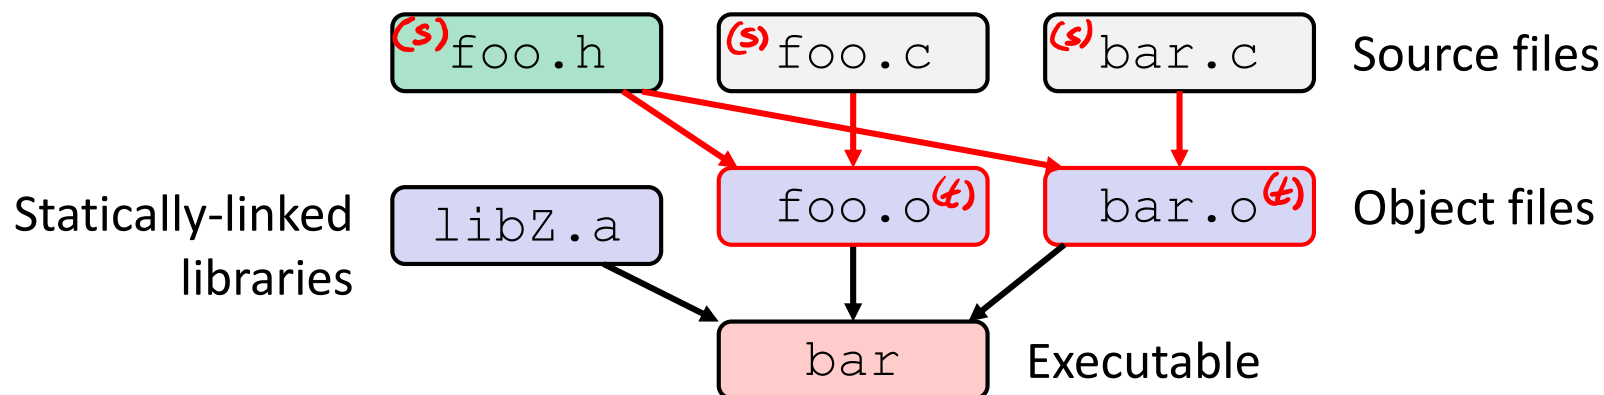 (s) foo.h (s) foo.c (s) bar.c Source files
foo.o (t) bar.o (t) Object files
Statically-linked
libraries
libZ.a
bar Executable